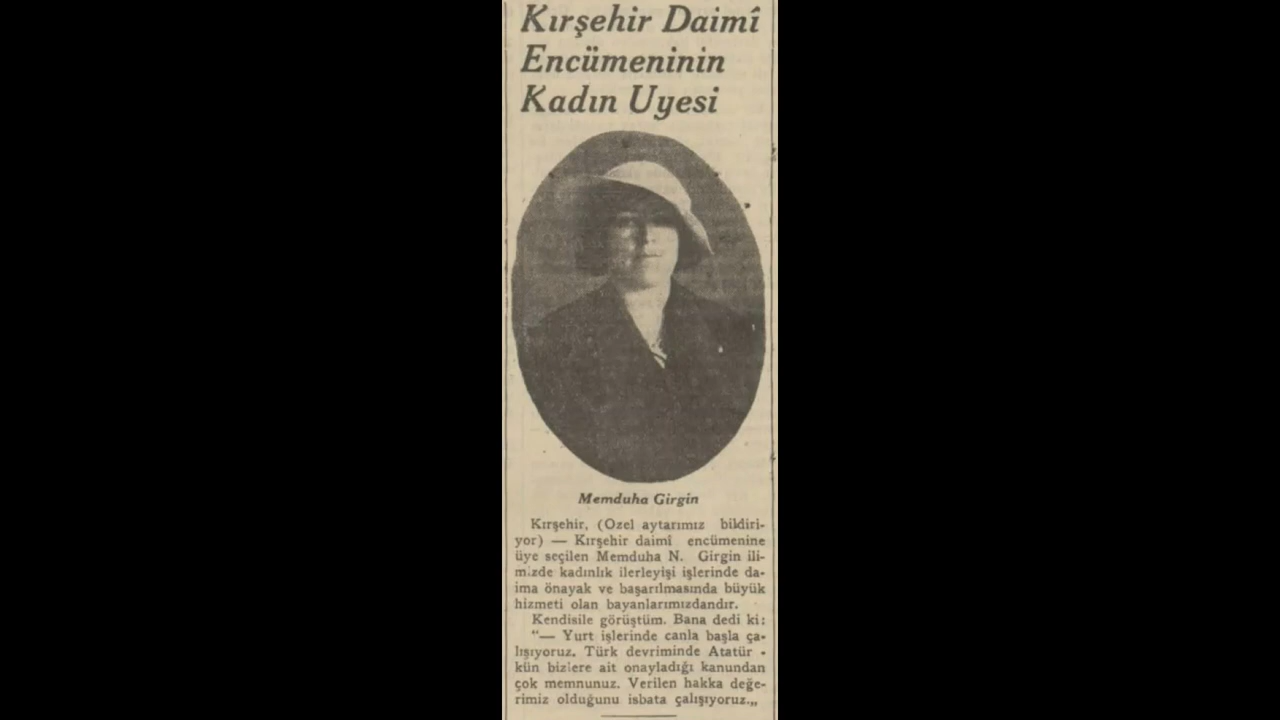 Kırşehir Daimî
Encümeninin
Kadın Uyesi
Memduha Girgin
Kırşehir, (Ozel aytarımız bildiri-
yor) — Kırşehir daimî encümenine
üye seçilen Memduha N. Girgin ili-
mizde kadınlık ilerleyişi işlerinde da-
ima önayak ve başarılmasında büyük
hizmeti olan bayanlarımızdandır.
Kendisile görüştüm. Bana dedi ki:
"— Yurt işlerinde canla başla ça-
lışıyoruz. Türk devriminde Atatür -
kün bizlere ait onayladığı kanundan
çok memnunuz. Verilen hakka değe-
rimiz olduğunu isbata çalışıyoruz.„